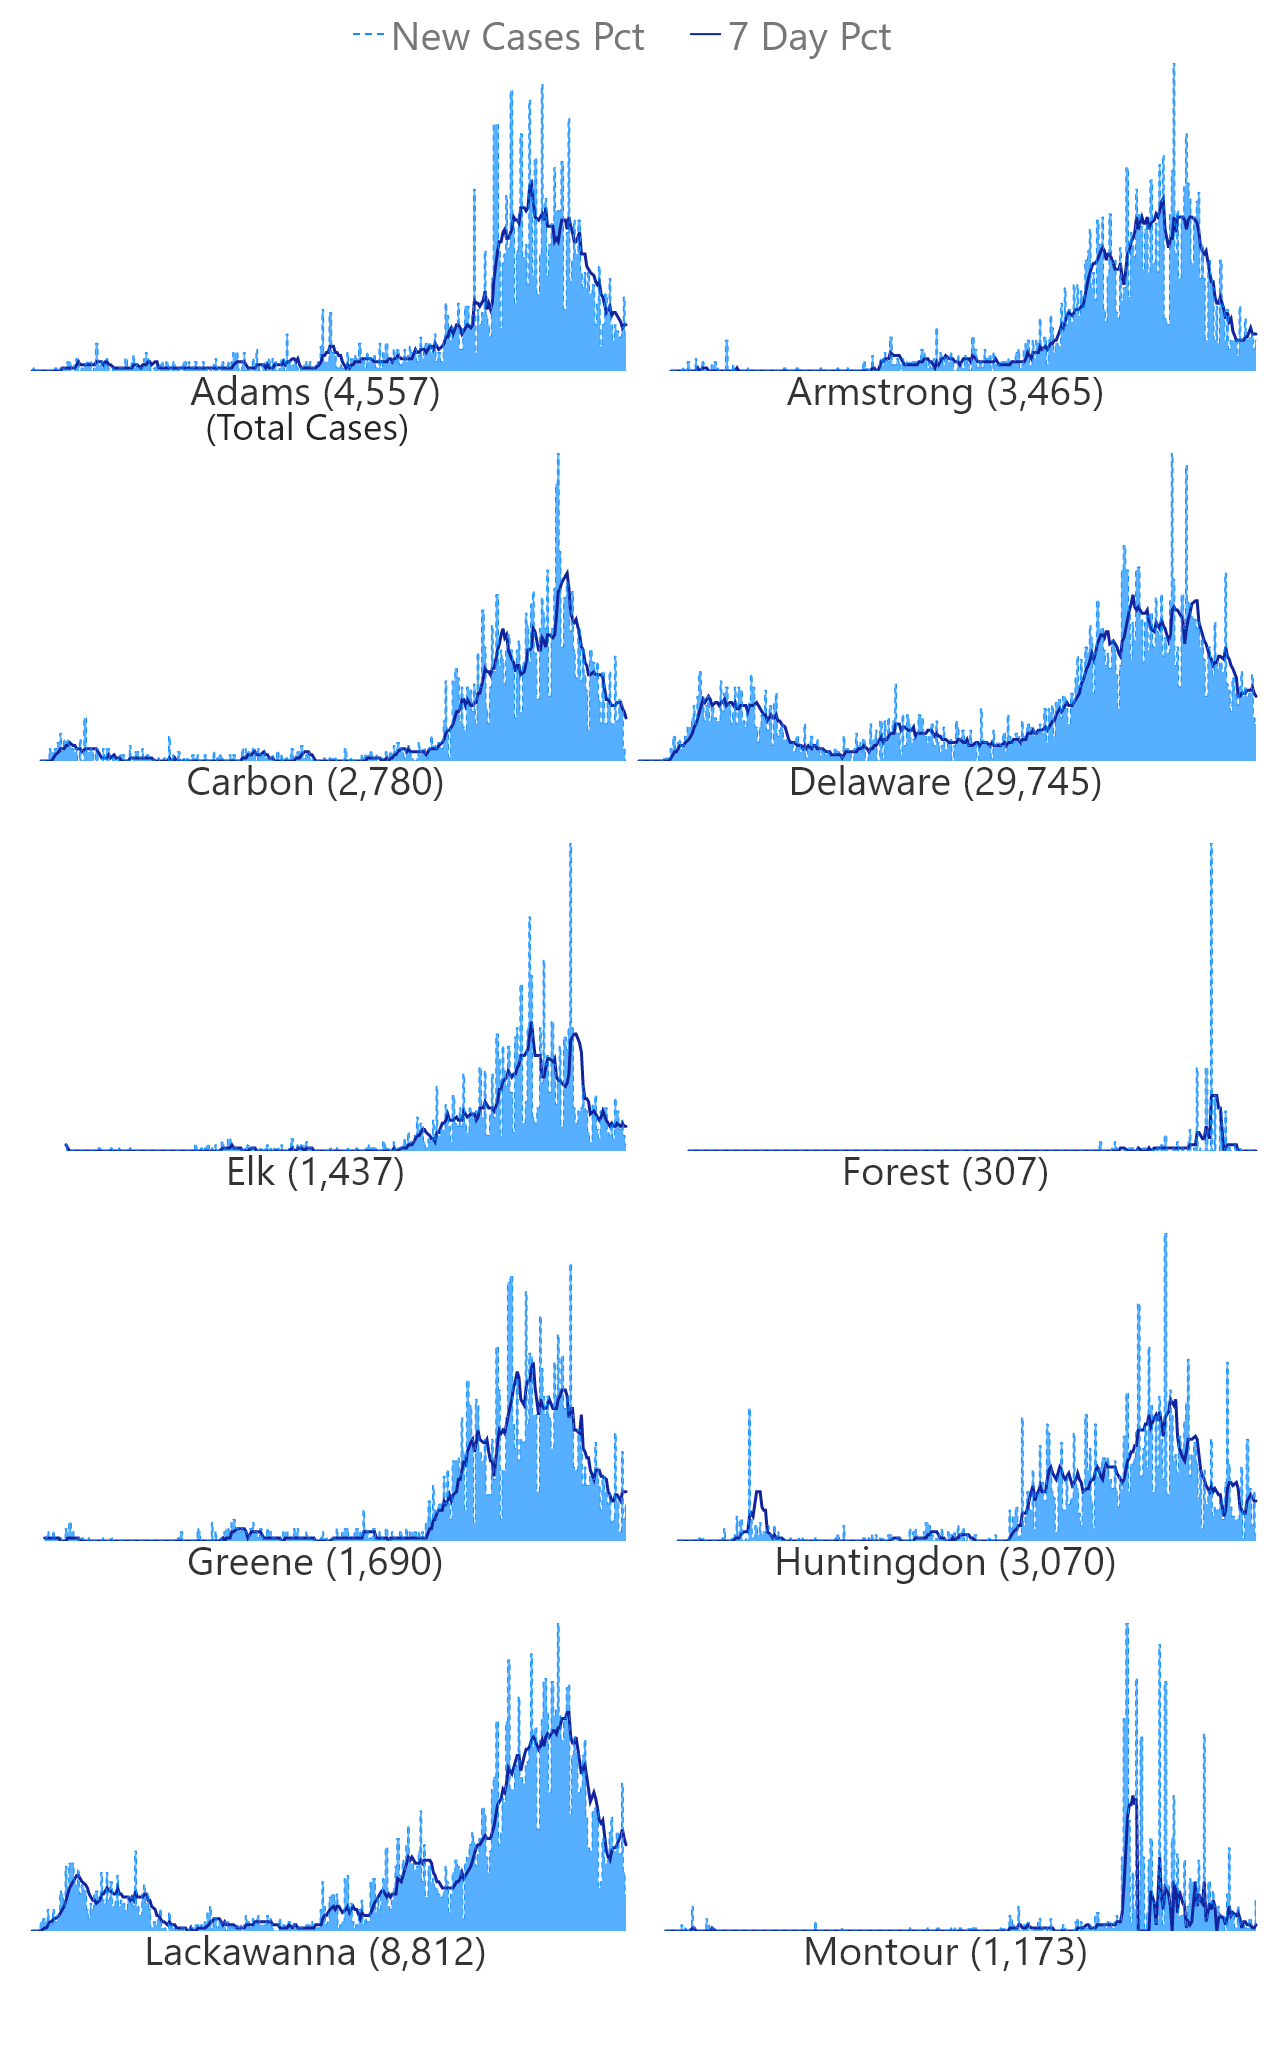 New Cases Pct 7 Day Pct
Adams (4,557) Armstrong (3,465)
(Total Cases)
Carbon (2,780) Delaware (29,745)
Elk (1,437) Forest (307)
Greene (1,690) Huntingdon (3,070)
Lackawanna (8,812) Montour (1,173)